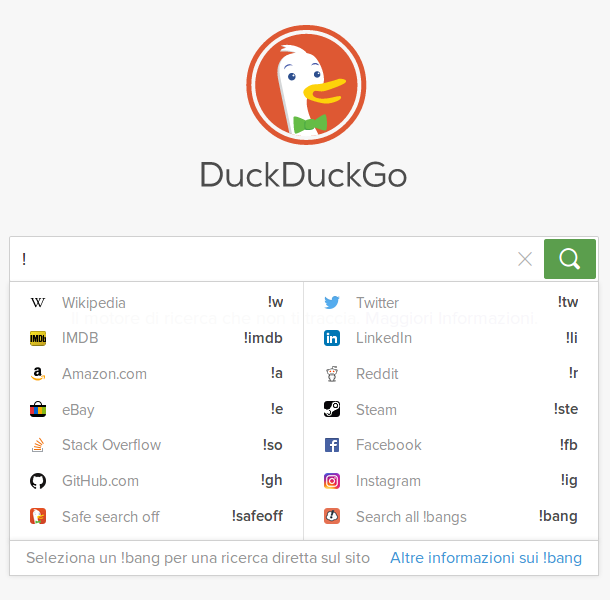 DuckDuckGo
!
Wikipedia !w
Twitter !tw
IMDB !imdb
LinkedIn !li
Amazon.com !a
Reddit !r
eBay !e
Steam !ste
Stack Overflow !so
Facebook !fb
GitHub.com !gh
Instagram !ig
Safe search off !safeoff
Search all !bangs !bang
Seleziona un !bang per una ricerca diretta sul sito Altre informazioni sui !bang